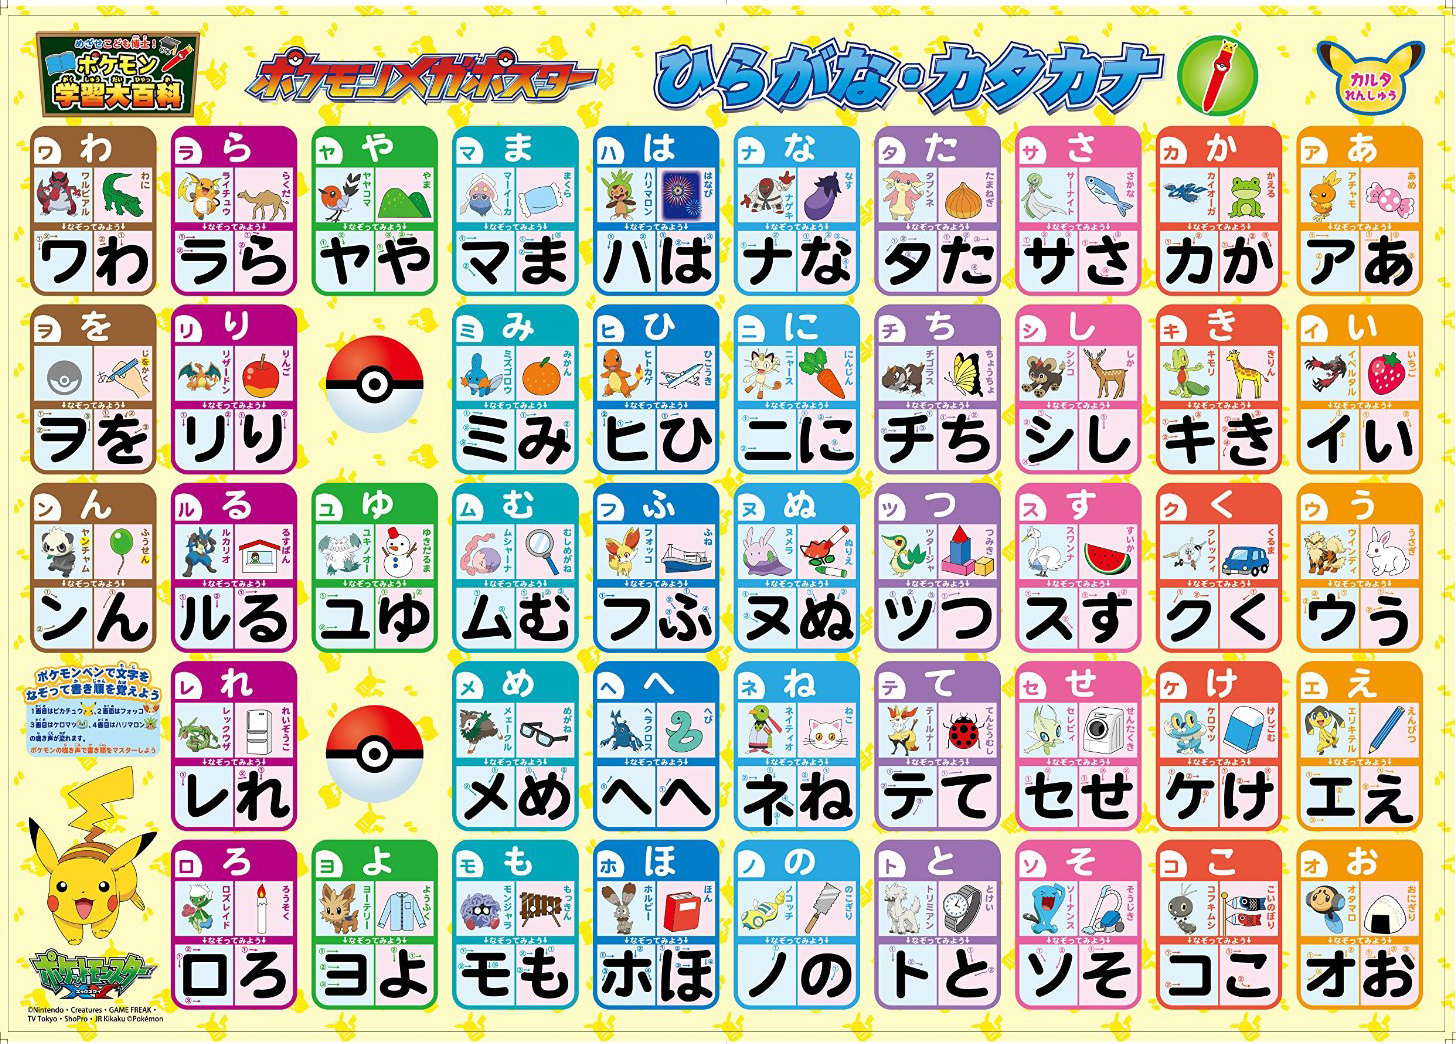 めざせこども博士!
ポケモン
学習大百科
ポケモンメガポスター
ひらがな・カタカナ
カルタ
れんしゅう
ア あ
アチャモ
あめ
↓なぞってみよう↓
アあ
カ か
カイオーガ
かえる
↓なぞってみよう↓
カか
サ さ
サーナイト
さかな
↓なぞってみよう↓
サさ
タ た
タブンネ
たまねぎ
↓なぞってみよう↓
タた
ナ な
ナゲキ
なす
↓なぞってみよう↓
ナな
ハ は
ハリマロン
はなび
↓なぞってみよう↓
ハは
マ ま
マーイーカ
まくら
↓なぞってみよう↓
マま
ヤ や
ヤヤコマ
やま
↓なぞってみよう↓
ヤや
ラ ら
ライチュウ
らくだ
↓なぞってみよう↓
ラら
ワ わ
ワルビアル
わに
↓なぞってみよう↓
ワわ
イ い
イベルタル
いちご
↓なぞってみよう↓
イい
キ き
キモリ
きりん
↓なぞってみよう↓
キき
シ し
シシコ
しか
↓なぞってみよう↓
シし
チ ち
チゴラス
ちょうちょ
↓なぞってみよう↓
チち
ニ に
ニャース
にんじん
↓なぞってみよう↓
ニに
ヒ ひ
ヒトカゲ
ひこうき
↓なぞってみよう↓
ヒひ
ミ み
ミズゴロウ
みかん
↓なぞってみよう↓
ミみ
リ り
リザードン
りんご
↓なぞってみよう↓
リり
ヲ を
じをかく
↓なぞってみよう↓
ヲを
ウ う
ウインディ
うさぎ
↓なぞってみよう↓
ウう
ク く
クレッフィ
くるま
↓なぞってみよう↓
クく
ス す
スワンナ
すいか
↓なぞってみよう↓
スす
ツ つ
ツタージャ
つみき
↓なぞってみよう↓
ツつ
ヌ ぬ
ヌメラ
ぬりえ
↓なぞってみよう↓
ヌぬ
フ ふ
フォッコ
ふね
↓なぞってみよう↓
フふ
ム む
ムシャーナ
むしめがね
↓なぞってみよう↓
ムむ
ユ ゆ
ユキノオー
ゆきだるま
↓なぞってみよう↓
ユゆ
ル る
ルカリオ
るすばん
↓なぞってみよう↓
ルる
ン ん
ヤンチャム
ふうせん
↓なぞってみよう↓
ンん
エ え
エリキテル
えんぴつ
↓なぞってみよう↓
エえ
ケ け
ケロマツ
けしごむ
↓なぞってみよう↓
ケけ
セ せ
セレビィ
せんたくき
↓なぞってみよう↓
セせ
テ て
テールナー
てんとうむし
↓なぞってみよう↓
テて
ネ ね
ネイティオ
ねこ
↓なぞってみよう↓
ネね
ヘ へ
ヘラクロス
へび
↓なぞってみよう↓
ヘへ
メ め
メェークル
めがね
↓なぞってみよう↓
メめ
レ れ
レックウザ
れいぞうこ
↓なぞってみよう↓
レれ
ポケモンペンで文字を
なぞって書き順を覚えよう
1画目はピカチュウ、2画目はフォッコ
3画目はケロマツ、4画目はハリマロン
の鳴き声が流れます。
ポケモンの鳴き声で書き順をマスターしよう
オ お
オタマロ
おにぎり
↓なぞってみよう↓
オお
コ こ
コフキムシ
こいのぼり
↓なぞってみよう↓
コこ
ソ そ
ソーナンス
そうじき
↓なぞってみよう↓
ソそ
ト と
トリミアン
とけい
↓なぞってみよう↓
トと
ノ の
ノコッチ
のこぎり
↓なぞってみよう↓
ノの
ホ ほ
ホルビー
ほん
↓なぞってみよう↓
ホほ
モ も
モンジャラ
もっきん
↓なぞってみよう↓
モも
ヨ よ
ヨーテリー
ようふく
↓なぞってみよう↓
ヨよ
ロ ろ
ロズレイド
ろうそく
↓なぞってみよう↓
ロろ
ポケットモンスター
XY
エックスワイ
©Nintendo・Creatures・GAME FREAK・
TV Tokyo・ShoPro・JR Kikaku ©Pokémon